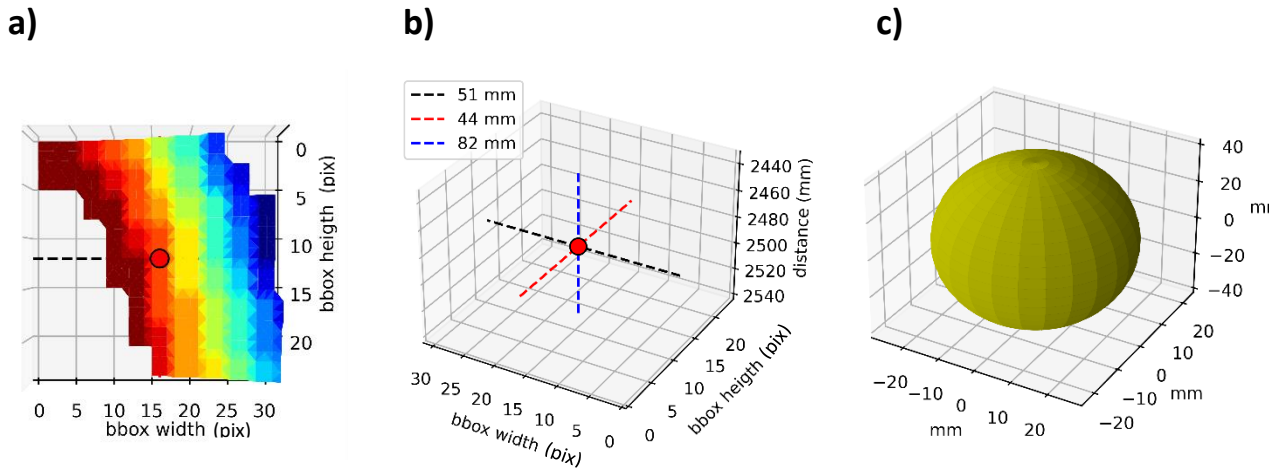 a)
0
5
10
15
20
bbox heigth (pix)
0 5 10 15 20 25 30
bbox width (pix)
b)
51 mm
44 mm
82 mm
2440
2460
2480
2500
2520
2540
distance (mm)
30 25 20 15 10 5 0
bbox width (pix)
0 5 10 15 20
bbox heigth (pix)
c)
40
20
0
−20
−40
mm
−20 −10 0 10 20
mm
−20 −10 0 10 20
mm